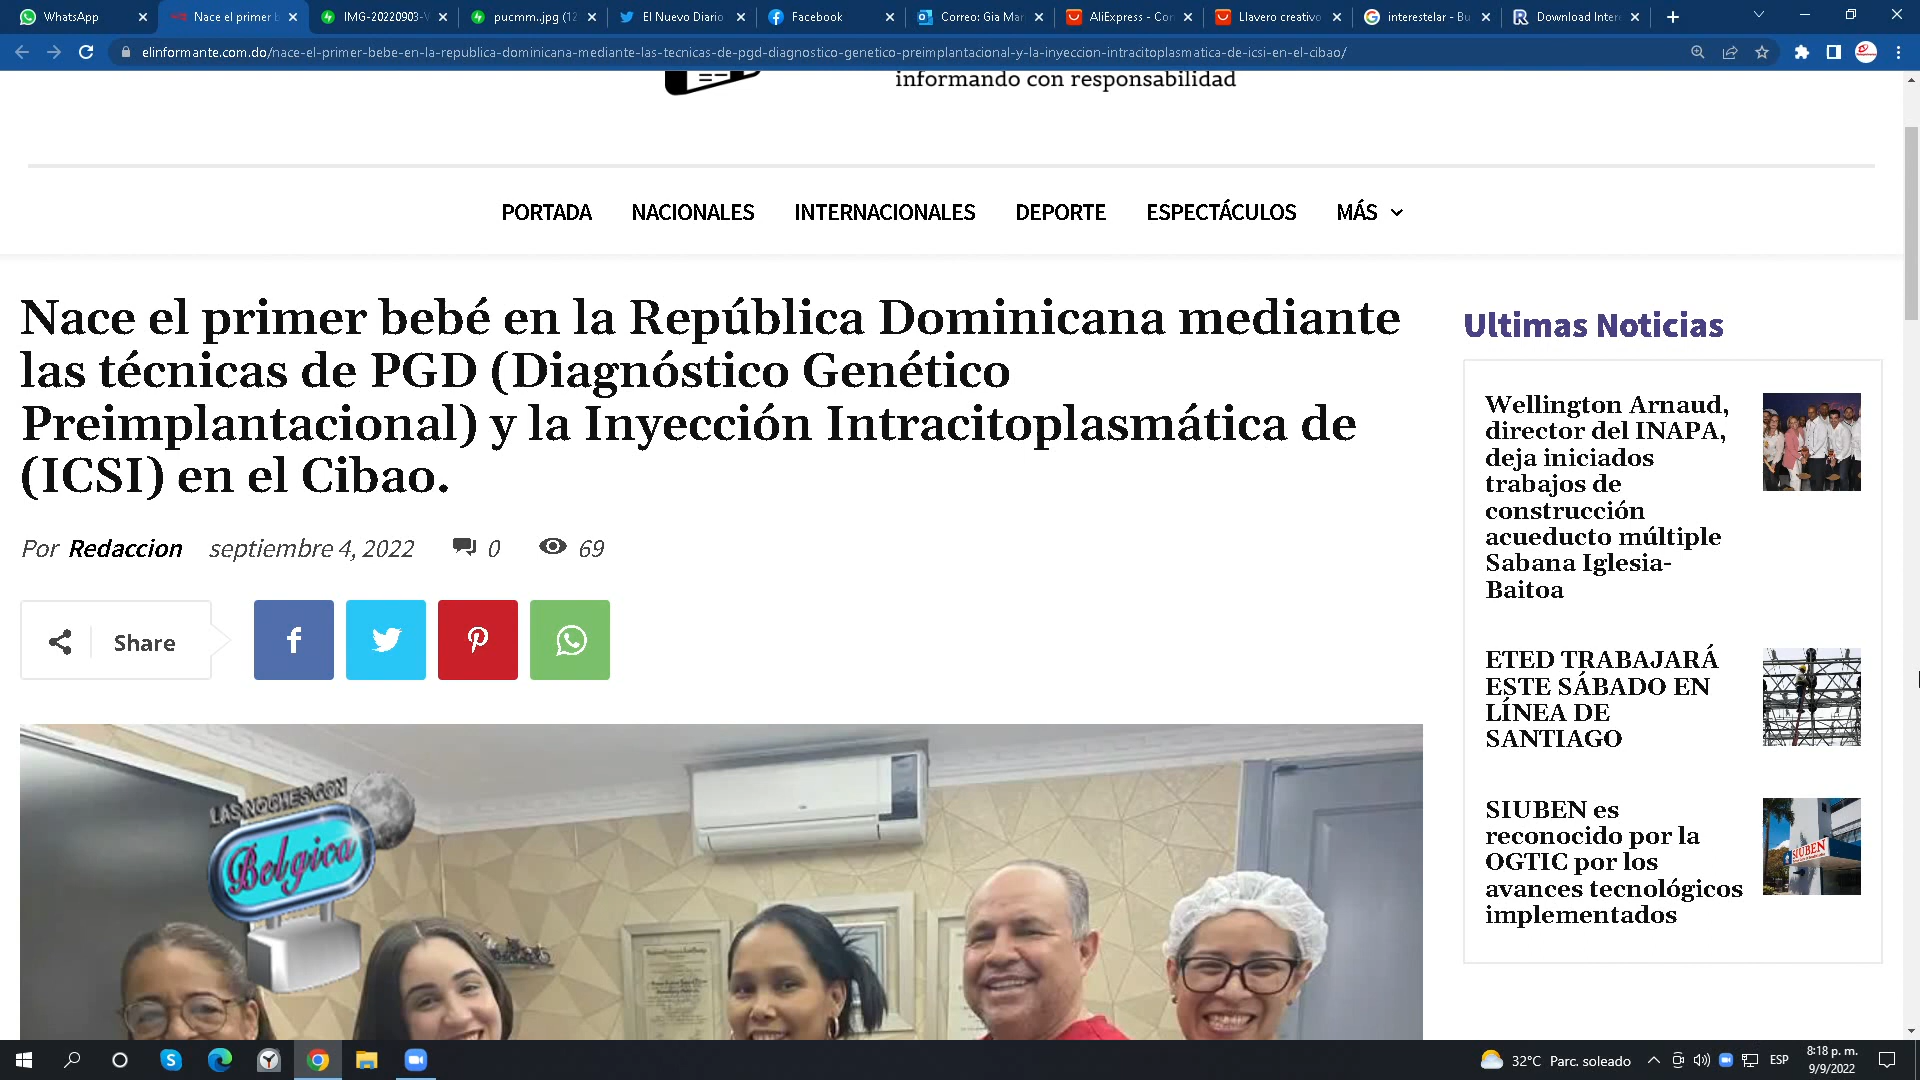 WhatsApp
Nace el primer b
IMG-20220903-
pucmm..jpg (12
El Nuevo Diario
Facebook
Correo: Gia Mar
AliExpress - Co
Llavero creativo
interestelar - Bu
Download Inter
elinformante.com.do/nace-el-primer-bebe-en-la-republica-dominicana-mediante-las-tecnicas-de-pgd-diagnostico-genetico-preimplantacional-y-la-inyeccion-intracitoplasmatica-de-icsi-en-el-cibao/
informando con responsabilidad
PORTADA NACIONALES INTERNACIONALES DEPORTE ESPECTÁCULOS MÁS
Nace el primer bebé en la República Dominicana mediante
las técnicas de PGD (Diagnóstico Genético
Preimplantacional) y la Inyección Intracitoplasmática de
(ICSI) en el Cibao.
Por Redaccion septiembre 4, 2022 0 69
Share
LAS NOCHES CON
Belgica
Ultimas Noticias
Wellington Arnaud,
director del INAPA,
deja iniciados
trabajos de
construcción
acueducto múltiple
Sabana Iglesia-
Baitoa
ETED TRABAJARÁ
ESTE SÁBADO EN
LÍNEA DE
SANTIAGO
SIUBEN es
reconocido por la
OGTIC por los
avances tecnológicos
implementados
SIUBEN
32°C Parc. soleado
ESP
8:18 p. m.
9/9/2022